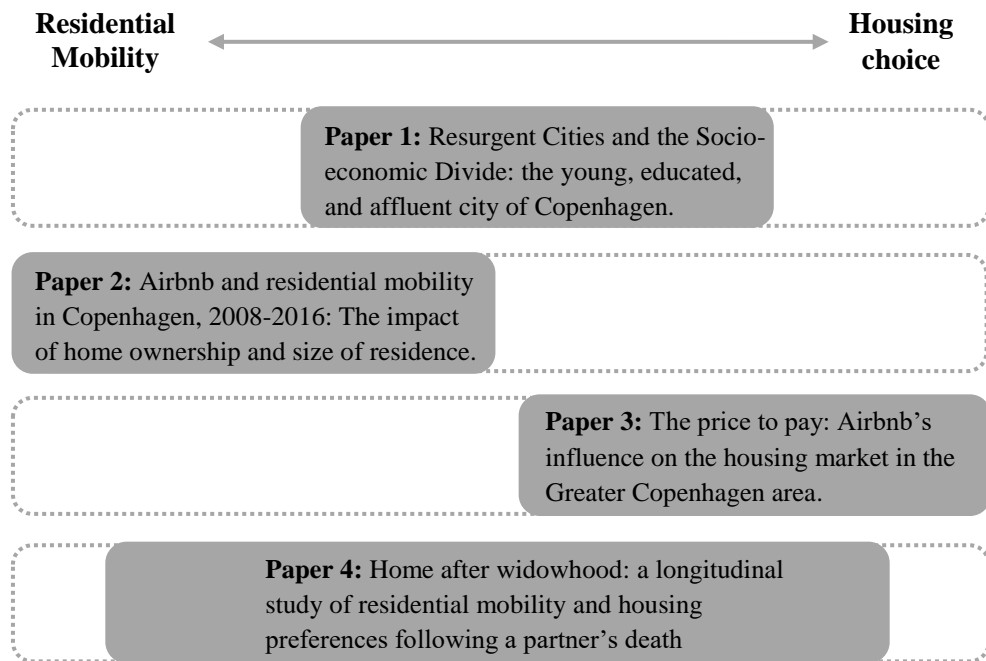 Residential
Mobility
Housing
choice
Paper 1: Resurgent Cities and the Socio-
economic Divide: the young, educated,
and affluent city of Copenhagen.
Paper 2: Airbnb and residential mobility
in Copenhagen, 2008-2016: The impact
of home ownership and size of residence.
Paper 3: The price to pay: Airbnb’s
influence on the housing market in the
Greater Copenhagen area.
Paper 4: Home after widowhood: a longitudinal
study of residential mobility and housing
preferences following a partner’s death